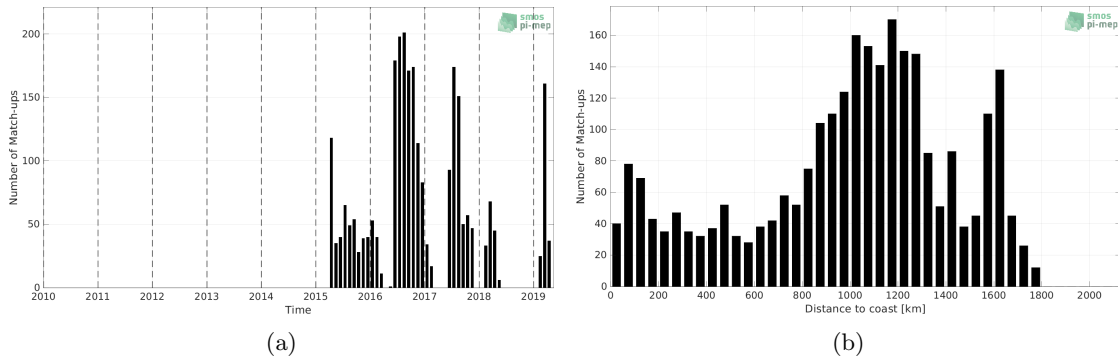 smos
pi-mep
200
150
100
50
0
Number of Match-ups
2010 2011 2012 2013 2014 2015 2016 2017 2018 2019
Time
(a)
smos
pi-mep
160
140
120
100
80
60
40
20
0
Number of Match-ups
0 200 400 600 800 1000 1200 1400 1600 1800 2000
Distance to coast [km]
(b)